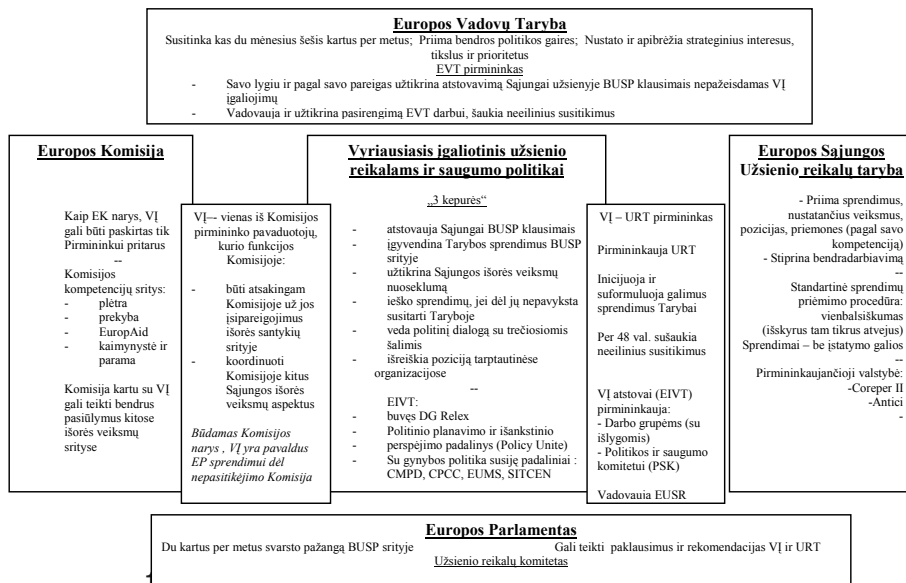 Europos Vadovų Taryba
Susitinka kas du mėnesius šešis kartus per metus; Priima bendros politikos gaires; Nustato ir apibrėžia strateginius interesus,
tikslus ir prioritetus
EVT pirmininkas
- Savo lygiu ir pagal savo pareigas užtikrina atstovavimą Sąjungai užsienyje BUSP klausimais nepažeisdamas VĮ
įgaliojimų
- Vadovauja ir užtikrina pasirengimą EVT darbui, šaukia neeilinius susitikimus
Europos Komisija
Kaip EK narys, VĮ
gali būti paskirtas tik
Pirmininkui pritarus
--
Komisijos
kompetencijų sritys:
- plėtra
- prekyba
- EuropAid
- kaimynystė ir
parama
Komisija kartu su VĮ
gali teikti bendrus
pasiūlymus kitose
išorės veiksmų
srityse
VĮ–- vienas iš Komisijos
pirmininko pavaduotojų,
kurio funkcijos
Komisijoje:
- būti atsakingam
Komisijoje už jos
įsipareigojimus
išorės santykių
srityje
- koordinuoti
Komisijoje kitus
Sąjungos išorės
veiksmų aspektus
Būdamas Komisijos
narys , VĮ yra pavaldus
EP sprendimui dėl
nepasitikėjimo Komisija
Vyriausiasis įgaliotinis užsienio
reikalams ir saugumo politikai
„3 kepurės“
- atstovauja Sąjungai BUSP klausimais
- įgyvendina Tarybos sprendimus BUSP
srityje
- užtikrina Sąjungos išorės veiksmų
nuoseklumą
- ieško sprendimų, jei dėl jų nepavyksta
susitarti Taryboje
- veda politinį dialogą su trečiosiomis
šalimis
- išreiškia poziciją tarptautinėse
organizacijose
--
EIVT:
- buvęs DG Relex
- Politinio planavimo ir išankstinio
perspėjimo padalinys (Policy Unite)
- Su gynybos politika susiję padaliniai :
CMPD, CPCC, EUMS, SITCEN
VĮ – URT pirmininkas
Pirmininkauja URT
Inicijuoja ir
suformuluoja galimus
sprendimus Tarybai
Per 48 val. sušaukia
neeilinius susitikimus
VĮ atstovai (EIVT)
pirmininkauja:
- Darbo grupėms (su
išlygomis)
- Politikos ir saugumo
komitetui (PSK)
Vadovauja EUSR
Europos Sąjungos
Užsienio reikalų taryba
- Priima sprendimus,
nustatančius veiksmus,
pozicijas, priemones (pagal savo
kompetenciją)
- Stiprina bendradarbiavimą
--
Standartinė sprendimų
priėmimo procedūra:
vienbalsiškumas
(išskyrus tam tikrus atvejus)
Sprendimai – be įstatymo galios
--
Pirmininkaujančioji valstybė:
-Coreper II
-Antici
-
Europos Parlamentas
Du kartus per metus svarsto pažangą BUSP srityje Gali teikti paklausimus ir rekomendacijas VĮ ir URT
Užsienio reikalų komitetas